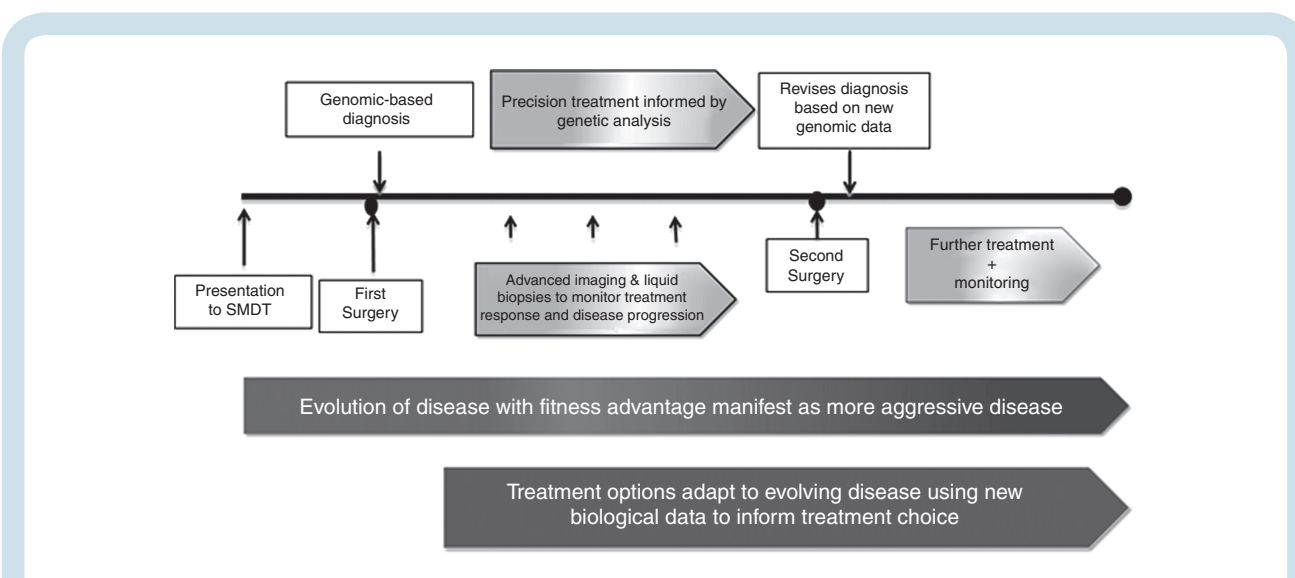 Genomic-based
diagnosis
Precision treatment informed by
genetic analysis
Revises diagnosis
based on new
genomic data
Presentation
to SMDT
First
Surgery
Advanced imaging & liquid
biopsies to monitor treatment
response and disease progression
Second
Surgery
Further treatment
+
monitoring
Evolution of disease with fitness advantage manifest as more aggressive disease
Treatment options adapt to evolving disease using new
biological data to inform treatment choice